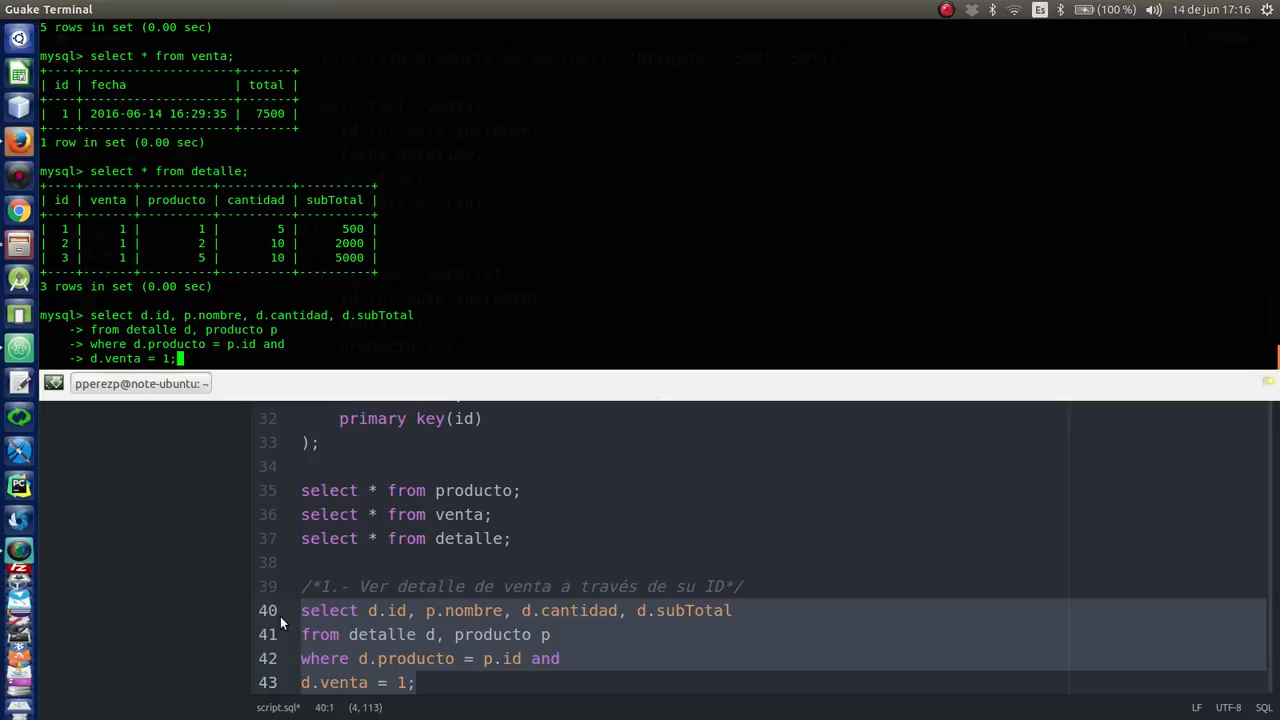 Guake Terminal
Es
(100 %)
14 de jun 17:16
5 rows in set (0.00 sec)
mysql> select * from venta;
+----+---------------------+-------+
| id | fecha               | total |
+----+---------------------+-------+
|  1 | 2016-06-14 16:29:35 |  7500 |
+----+---------------------+-------+
1 row in set (0.00 sec)
mysql> select * from detalle;
+----+-------+----------+----------+----------+
| id | venta | producto | cantidad | subTotal |
+----+-------+----------+----------+----------+
|  1 |     1 |        1 |        5 |      500 |
|  2 |     1 |        2 |       10 |     2000 |
|  3 |     1 |        5 |       10 |     5000 |
+----+-------+----------+----------+----------+
3 rows in set (0.00 sec)
mysql> select d.id, p.nombre, d.cantidad, d.subTotal
    -> from detalle d, producto p
    -> where d.producto = p.id and
    -> d.venta = 1;
pperezp@note-ubuntu: ~
32 primary key(id)
33 );
34
35 select * from producto;
36 select * from venta;
37 select * from detalle;
38
39 /*1.- Ver detalle de venta a través de su ID*/
40 select d.id, p.nombre, d.cantidad, d.subTotal
41 from detalle d, producto p
42 where d.producto = p.id and
43 d.venta = 1;
script.sql* 40:1 (4, 113) LF UTF-8 SQL